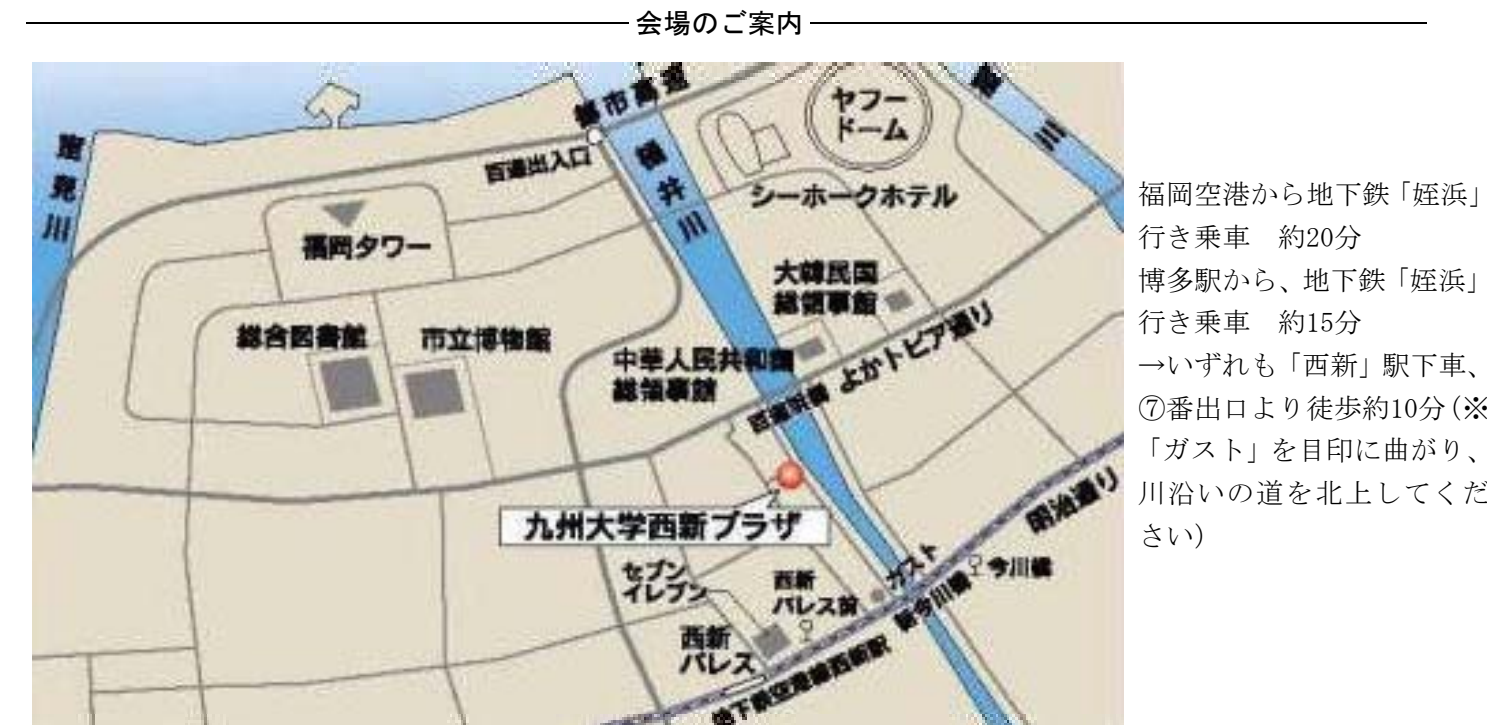 会場のご案内
都市高速
ヤフー
ドーム
室見川
百道出入口
樋井川
川
シーホークホテル
福岡タワー
大韓民国
総領事館
総合図書館
市立博物館
中華人民共和国
総領事館
よかトピア通り
百道浜橋
九州大学西新プラザ
明治通り
セブン
イレブン
西新
パレス前
ガスト
新今川橋
今川橋
西新
パレス
地下鉄空港線西新駅
福岡空港から地下鉄「姪浜」
行き乗車　約20分
博多駅から、地下鉄「姪浜」
行き乗車　約15分
→いずれも「西新」駅下車、
⑦番出口より徒歩約10分(※
「ガスト」を目印に曲がり、
川沿いの道を北上してくだ
さい)